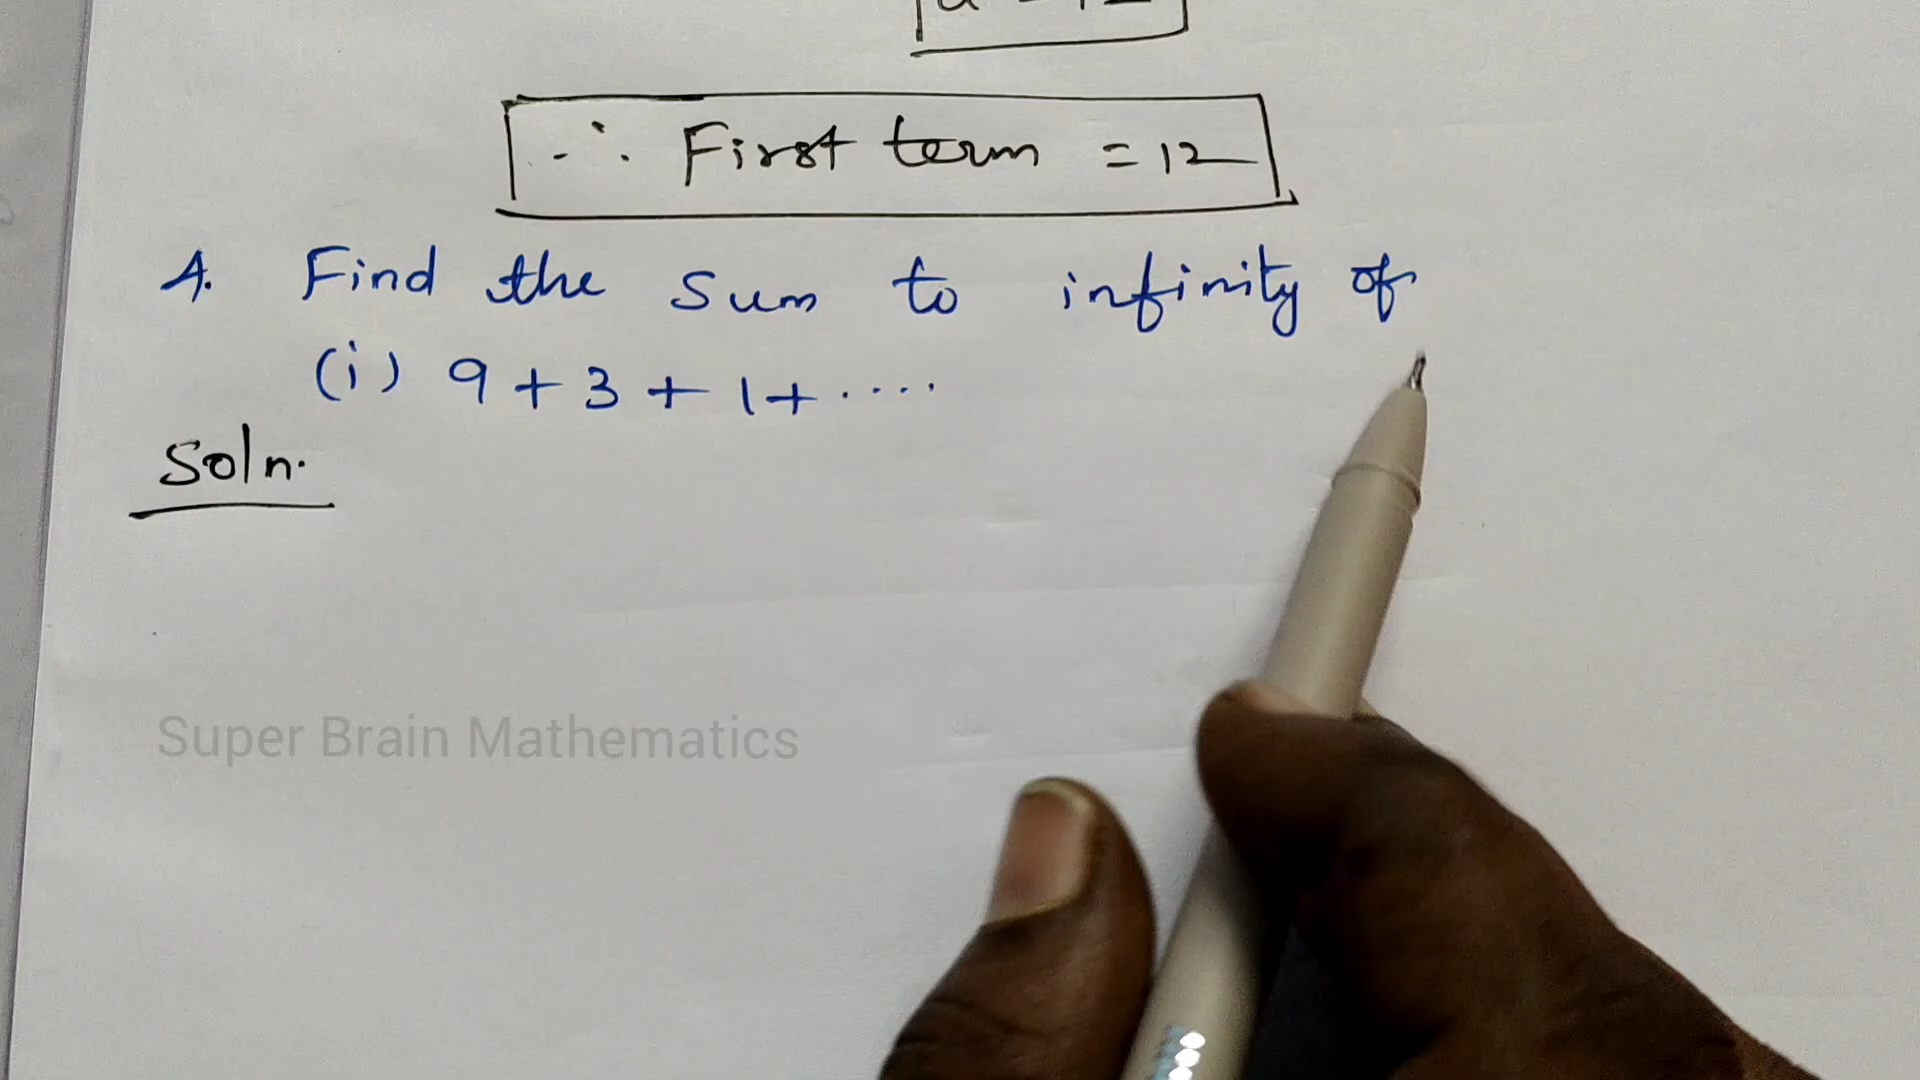 ∴ First term = 12
4. Find the sum to infinity of
(i) 9 + 3 + 1 + ....
Soln.
Super Brain Mathematics